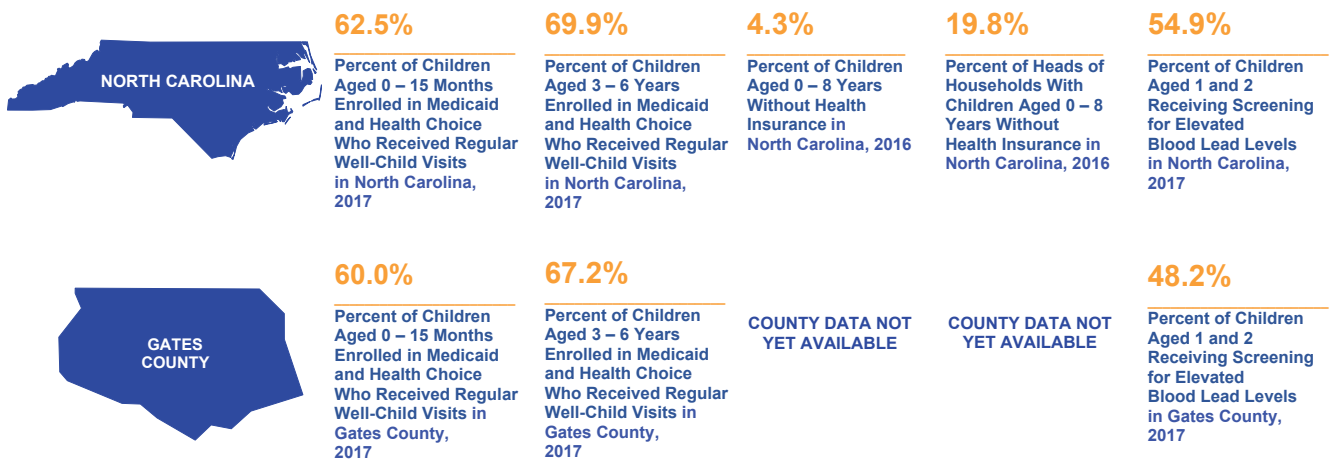 NORTH CAROLINA
62.5%
Percent of Children
Aged 0 – 15 Months
Enrolled in Medicaid
and Health Choice
Who Received Regular
Well-Child Visits
in North Carolina,
2017
69.9%
Percent of Children
Aged 3 – 6 Years
Enrolled in Medicaid
and Health Choice
Who Received Regular
Well-Child Visits
in North Carolina,
2017
4.3%
Percent of Children
Aged 0 – 8 Years
Without Health
Insurance in
North Carolina, 2016
19.8%
Percent of Heads of
Households With
Children Aged 0 – 8
Years Without
Health Insurance in
North Carolina, 2016
54.9%
Percent of Children
Aged 1 and 2
Receiving Screening
for Elevated
Blood Lead Levels
in North Carolina,
2017
GATES
COUNTY
60.0%
Percent of Children
Aged 0 – 15 Months
Enrolled in Medicaid
and Health Choice
Who Received Regular
Well-Child Visits in
Gates County,
2017
67.2%
Percent of Children
Aged 3 – 6 Years
Enrolled in Medicaid
and Health Choice
Who Received Regular
Well-Child Visits in
Gates County,
2017
COUNTY DATA NOT
YET AVAILABLE
COUNTY DATA NOT
YET AVAILABLE
48.2%
Percent of Children
Aged 1 and 2
Receiving Screening
for Elevated
Blood Lead Levels
in Gates County,
2017